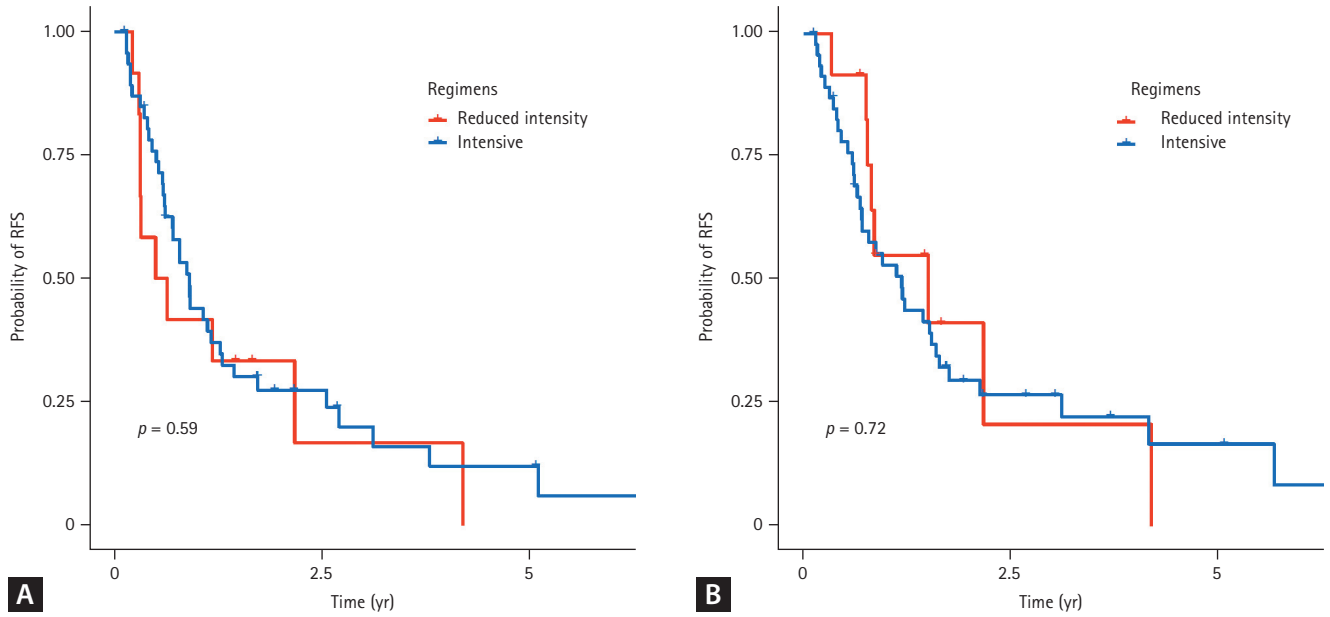 1.00
0.75
0.50
0.25
0
Probability of RFS
Regimens
Reduced intensity
Intensive
p = 0.59
0
2.5
5
Time (yr)
A
1.00
0.75
0.50
0.25
0
Probability of RFS
Regimens
Reduced intensity
Intensive
p = 0.72
0
2.5
5
Time (yr)
B